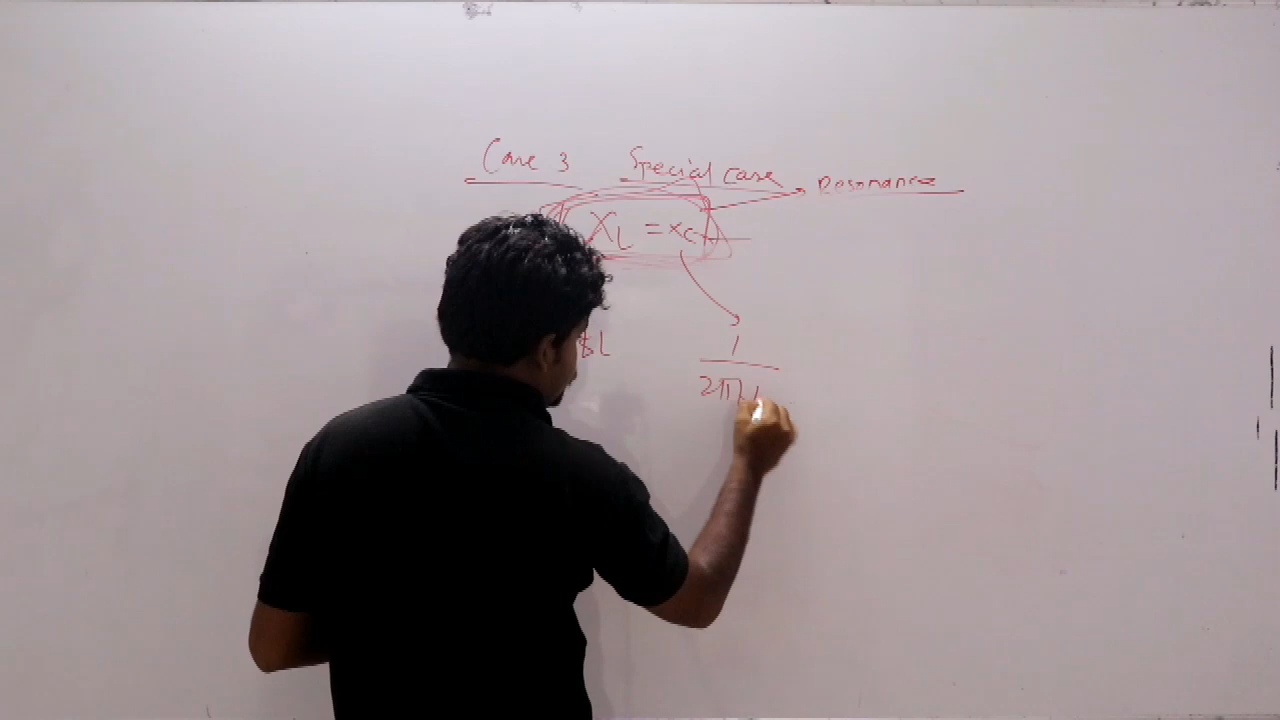 Case 3 Special case Resonance
XL = XC
L 1
2π